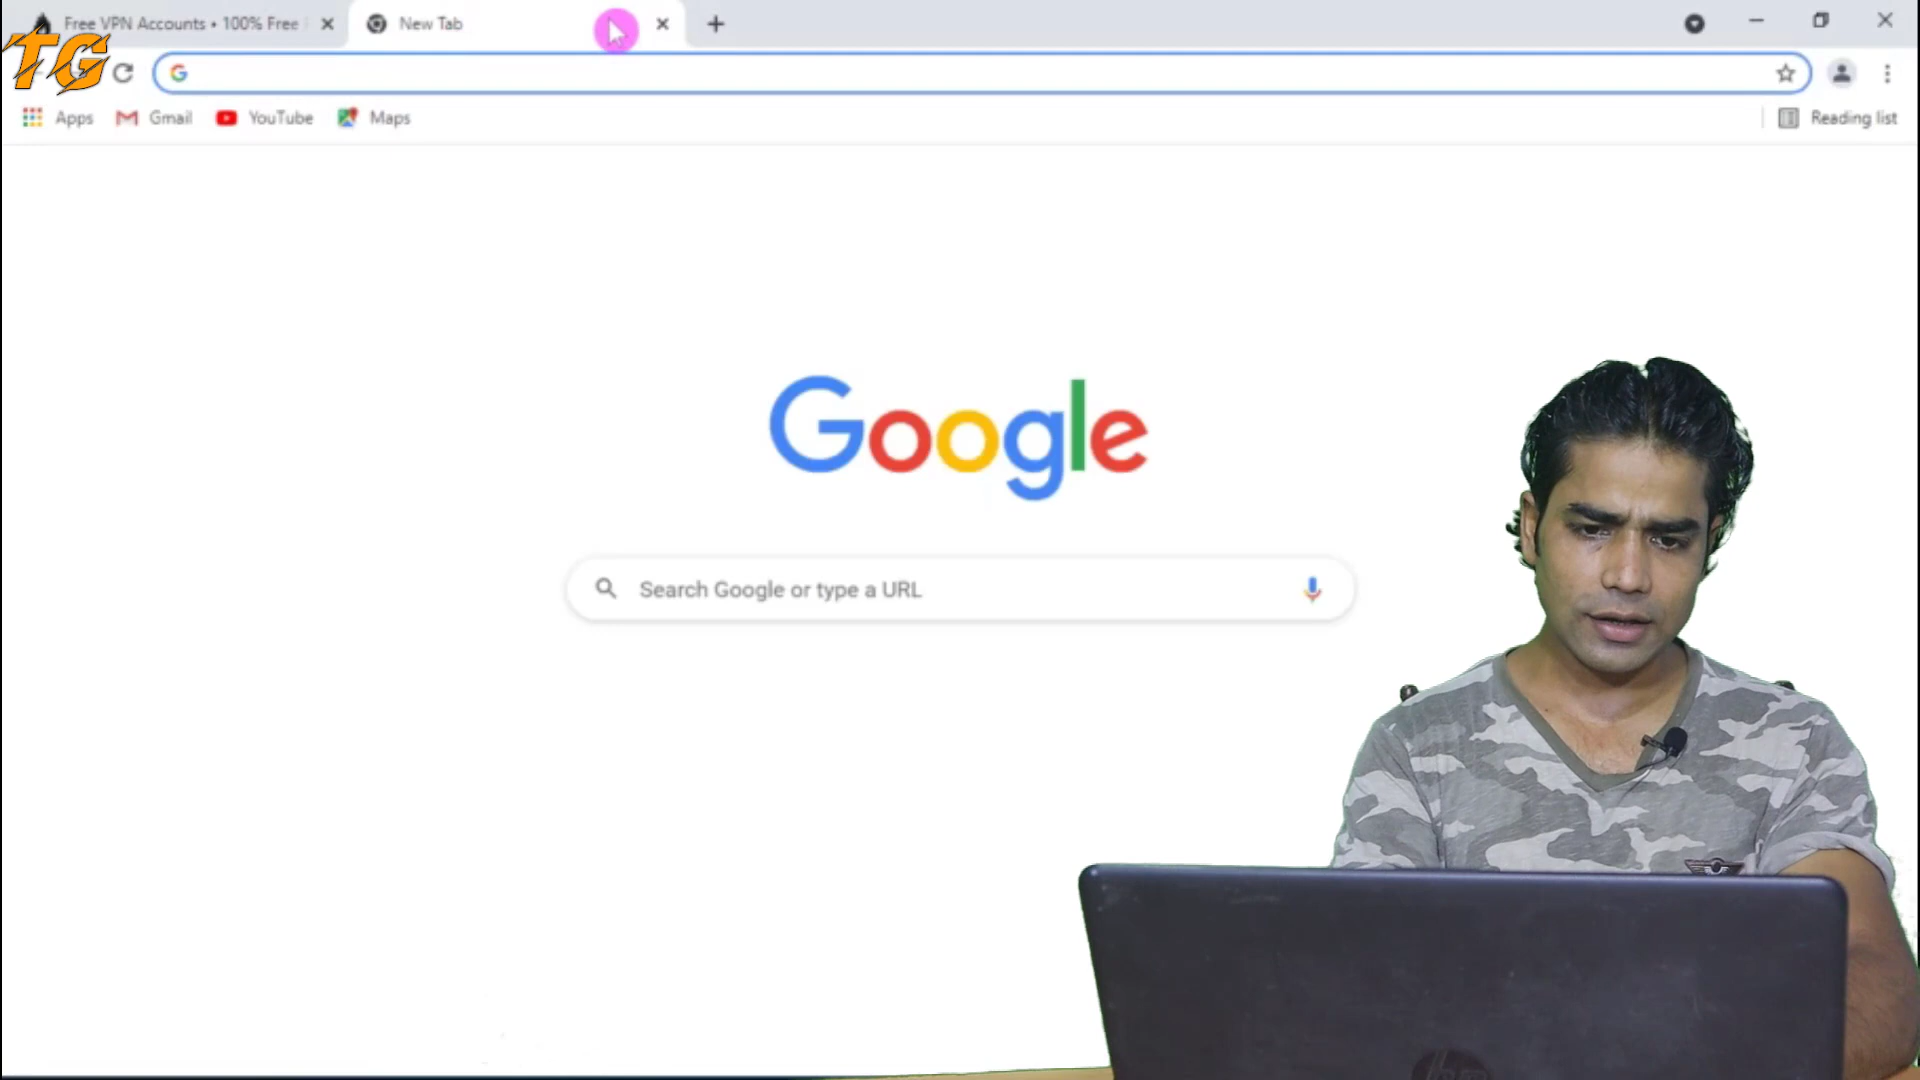 Free VPN Accounts • 100% Free
New Tab
TG
Apps
Gmail
YouTube
Maps
Reading list
Google
Search Google or type a URL
hp